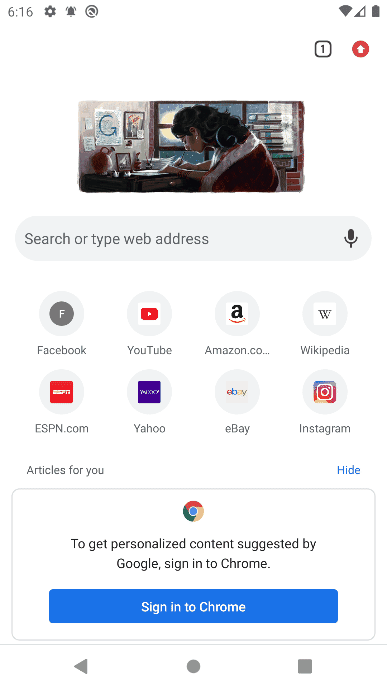 6:16
1
G
Search or type web address
F
Facebook
YouTube
a
Amazon.co...
W
Wikipedia
ESPN.com
YAHOO!
Yahoo
ebay
eBay
Instagram
Articles for you
Hide
To get personalized content suggested by
Google, sign in to Chrome.
Sign in to Chrome